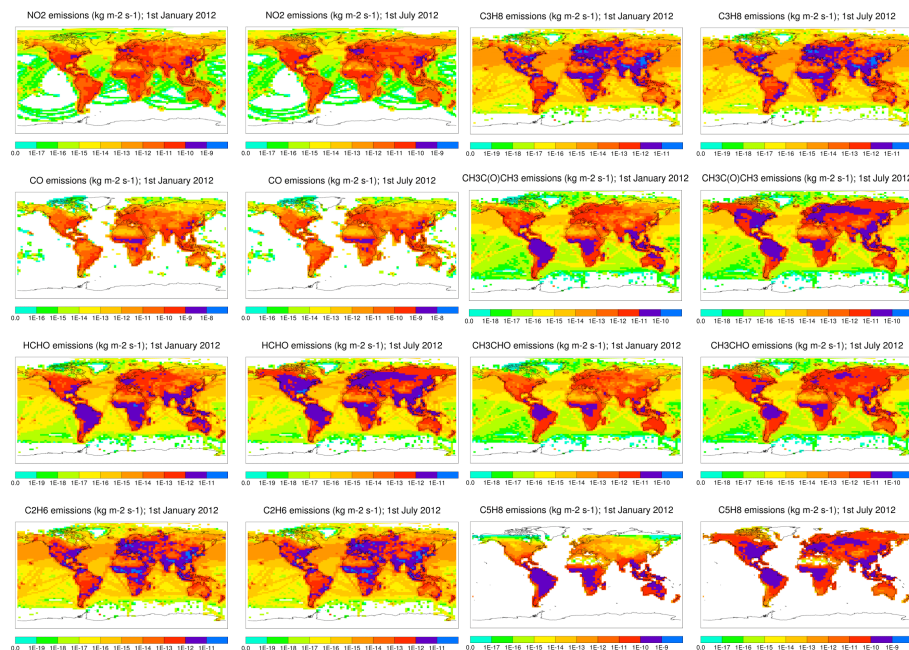 NO2 emissions (kg m-2 s-1); 1st January 2012
NO2 emissions (kg m-2 s-1); 1st July 2012
C3H8 emissions (kg m-2 s-1); 1st January 2012
C3H8 emissions (kg m-2 s-1); 1st July 2012
0.0 1E-17 1E-16 1E-15 1E-14 1E-13 1E-12 1E-11 1E-10 1E-9
0.0 1E-17 1E-16 1E-15 1E-14 1E-13 1E-12 1E-11 1E-10 1E-9
0.0 1E-19 1E-18 1E-17 1E-16 1E-15 1E-14 1E-13 1E-12 1E-11
0.0 1E-19 1E-18 1E-17 1E-16 1E-15 1E-14 1E-13 1E-12 1E-11
CO emissions (kg m-2 s-1); 1st January 2012
CO emissions (kg m-2 s-1); 1st July 2012
CH3C(O)CH3 emissions (kg m-2 s-1); 1st January 2012
CH3C(O)CH3 emissions (kg m-2 s-1); 1st July 2012
0.0 1E-16 1E-15 1E-14 1E-13 1E-12 1E-11 1E-10 1E-9 1E-8
0.0 1E-16 1E-15 1E-14 1E-13 1E-12 1E-11 1E-10 1E-9 1E-8
0.0 1E-18 1E-17 1E-16 1E-15 1E-14 1E-13 1E-12 1E-11 1E-10
0.0 1E-18 1E-17 1E-16 1E-15 1E-14 1E-13 1E-12 1E-11 1E-10
HCHO emissions (kg m-2 s-1); 1st January 2012
HCHO emissions (kg m-2 s-1); 1st July 2012
CH3CHO emissions (kg m-2 s-1); 1st January 2012
CH3CHO emissions (kg m-2 s-1); 1st July 2012
0.0 1E-19 1E-18 1E-17 1E-16 1E-15 1E-14 1E-13 1E-12 1E-11
0.0 1E-19 1E-18 1E-17 1E-16 1E-15 1E-14 1E-13 1E-12 1E-11
0.0 1E-18 1E-17 1E-16 1E-15 1E-14 1E-13 1E-12 1E-11 1E-10
0.0 1E-18 1E-17 1E-16 1E-15 1E-14 1E-13 1E-12 1E-11 1E-10
C2H6 emissions (kg m-2 s-1); 1st January 2012
C2H6 emissions (kg m-2 s-1); 1st July 2012
C5H8 emissions (kg m-2 s-1); 1st January 2012
C5H8 emissions (kg m-2 s-1); 1st July 2012
0.0 1E-19 1E-18 1E-17 1E-16 1E-15 1E-14 1E-13 1E-12 1E-11
0.0 1E-19 1E-18 1E-17 1E-16 1E-15 1E-14 1E-13 1E-12 1E-11
0.0 1E-17 1E-16 1E-15 1E-14 1E-13 1E-12 1E-11 1E-10 1E-9
0.0 1E-17 1E-16 1E-15 1E-14 1E-13 1E-12 1E-11 1E-10 1E-9